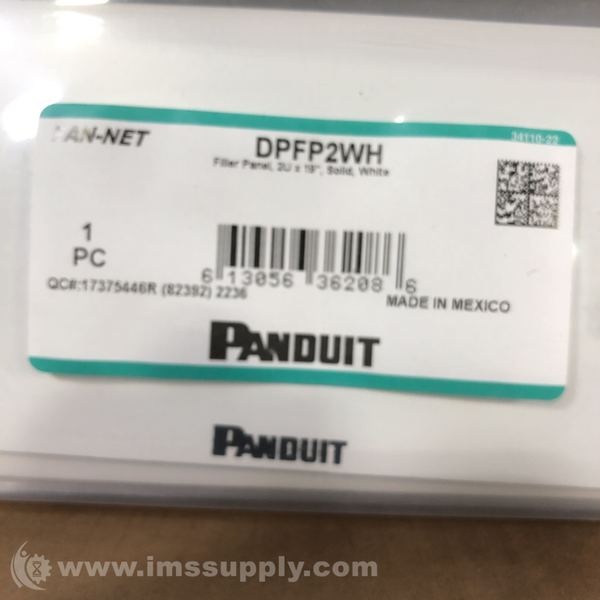 PAN-NET
34110-22
DPFP2WH
Filler Panel, 2U x 19", Solid, White
1
PC
6 13056 36208 6
QC#:17375446R (82392) 2236
MADE IN MEXICO
PANDUIT
PANDUIT
www.imssupply.com